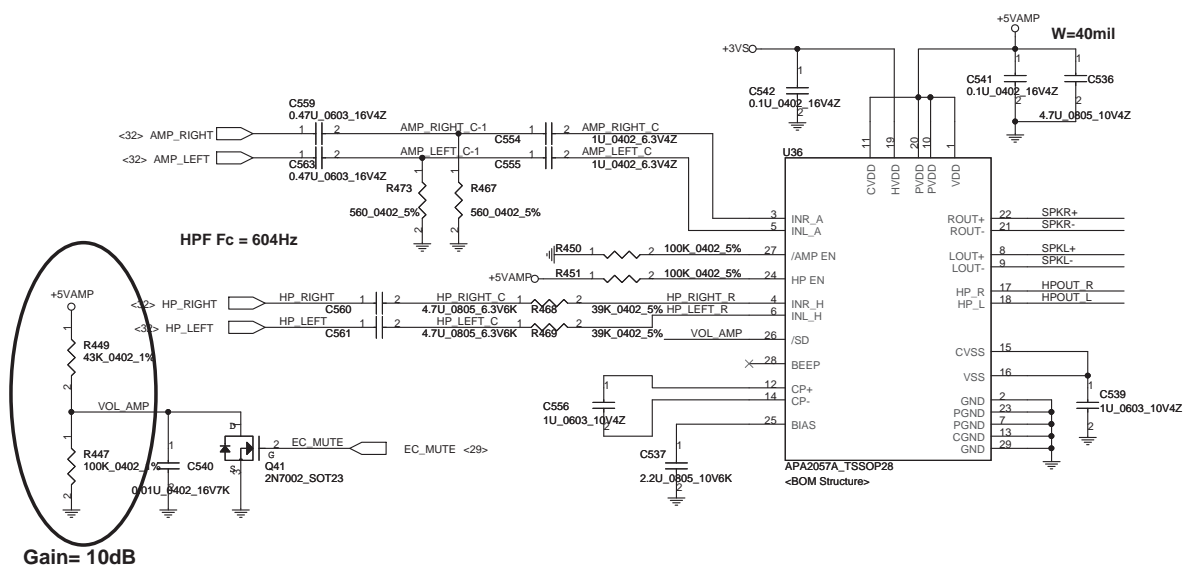 +5VAMP
W=40mil
+3VS
C542
0.1U_0402_16V4Z
C541
0.1U_0402_16V4Z
C536
4.7U_0805_10V4Z
C559
0.47U_0603_16V4Z
<32> AMP_RIGHT
AMP_RIGHT_C-1
C554
AMP_RIGHT_C
1U_0402_6.3V4Z
<32> AMP_LEFT
C563
0.47U_0603_16V4Z
AMP_LEFT_C-1
C555
AMP_LEFT_C
1U_0402_6.3V4Z
R473
560_0402_5%
R467
560_0402_5%
HPF Fc = 604Hz
U36
11 CVDD
19 HVDD
20 PVDD
10 PVDD
1 VDD
3 INR_A
5 INL_A
27 /AMP EN
24 HP EN
4 INR_H
6 INL_H
26 /SD
28 BEEP
12 CP+
14 CP-
25 BIAS
ROUT+ 22 SPKR+
ROUT- 21 SPKR-
LOUT+ 8 SPKL+
LOUT- 9 SPKL-
HP_R 17 HPOUT_R
HP_L 18 HPOUT_L
CVSS 15
VSS 16
GND 2
PGND 23
PGND 7
CGND 13
GND 29
APA2057A_TSSOP28
<BOM Structure>
C539
1U_0603_10V4Z
R450 1 2 100K_0402_5%
+5VAMP R451 1 2 100K_0402_5%
<32> HP_RIGHT
HP_RIGHT
C560
HP_RIGHT_C
4.7U_0805_6.3V6K
R468
39K_0402_5%
HP_RIGHT_R
<32> HP_LEFT
HP_LEFT
C561
HP_LEFT_C
4.7U_0805_6.3V6K
R469
39K_0402_5%
HP_LEFT_R
VOL_AMP
C556
1U_0603_10V4Z
C537
2.2U_0805_10V6K
+5VAMP
R449
43K_0402_1%
VOL_AMP
R447
100K_0402_1%
C540
0.01U_0402_16V7K
D
G
S
Q41
2N7002_SOT23
EC_MUTE
EC_MUTE <29>
Gain= 10dB